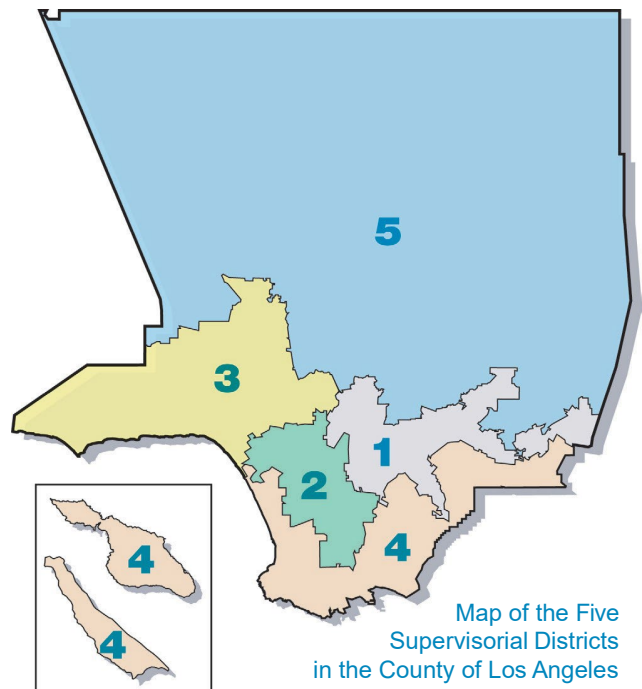 5
3
1
2
4
4
4
Map of the Five
Supervisorial Districts
in the County of Los Angeles